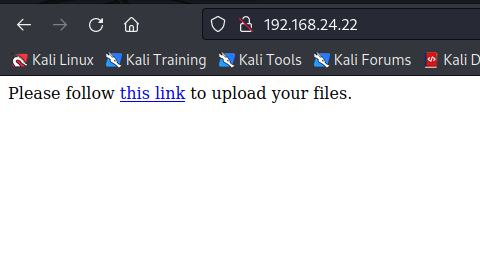 192.168.24.22
Kali Linux Kali Training Kali Tools Kali Forums Kali D
Please follow this link to upload your files.